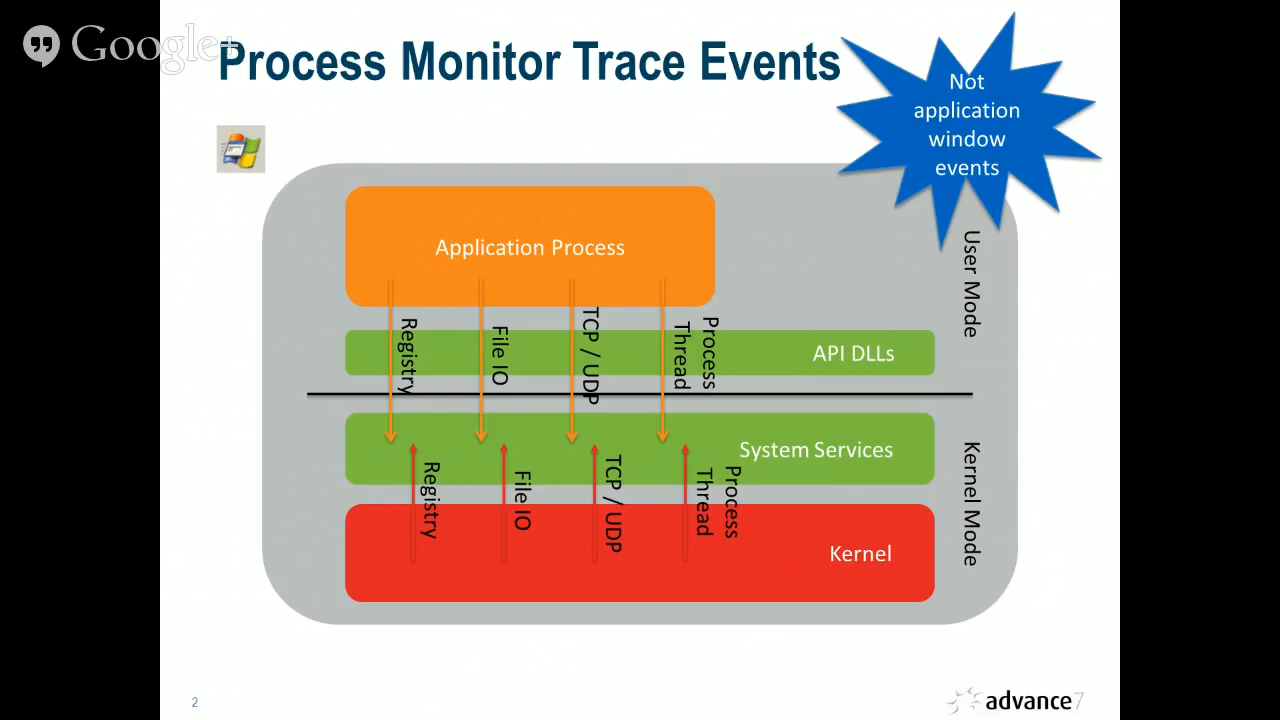 Google+
Process Monitor Trace Events
Not
application
window
events
Application Process
User Mode
Registry
File IO
TCP / UDP
Process
Thread
API DLLs
System Services
Kernel Mode
Registry
File IO
TCP / UDP
Process
Thread
Kernel
2
advance7